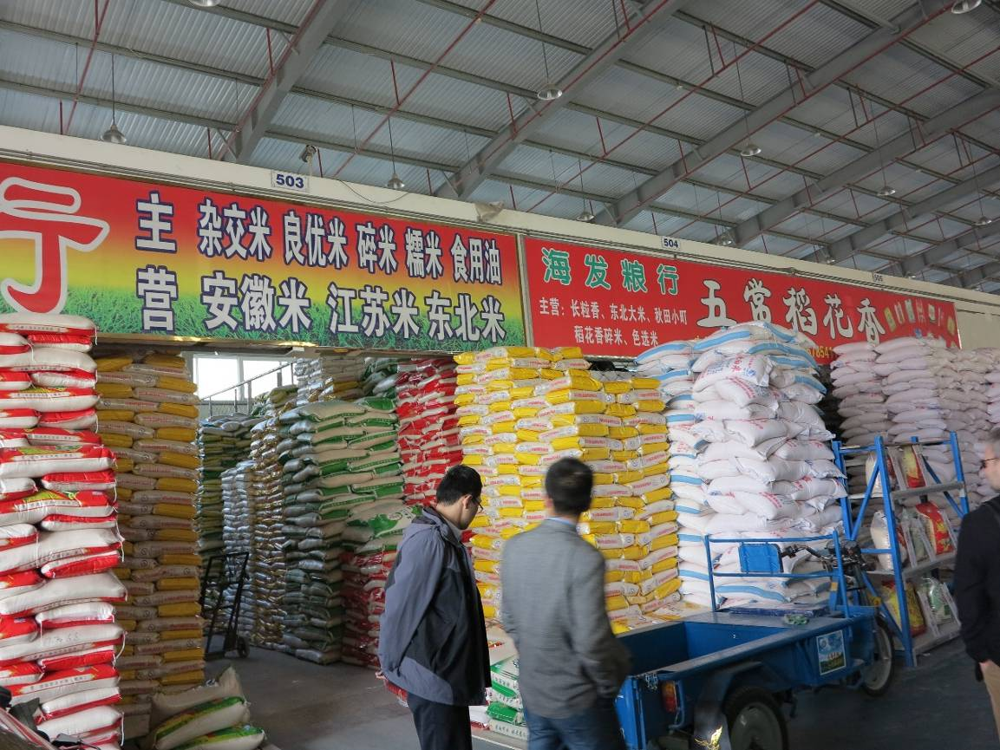 503
行
主 杂交米 良优米 碎米 糯米 食用油
营 安徽米 江苏米 东北米
504
海发粮行
主营：长粒香、东北大米、秋田小町
稻花香碎米、色选米
五常稻花香
505